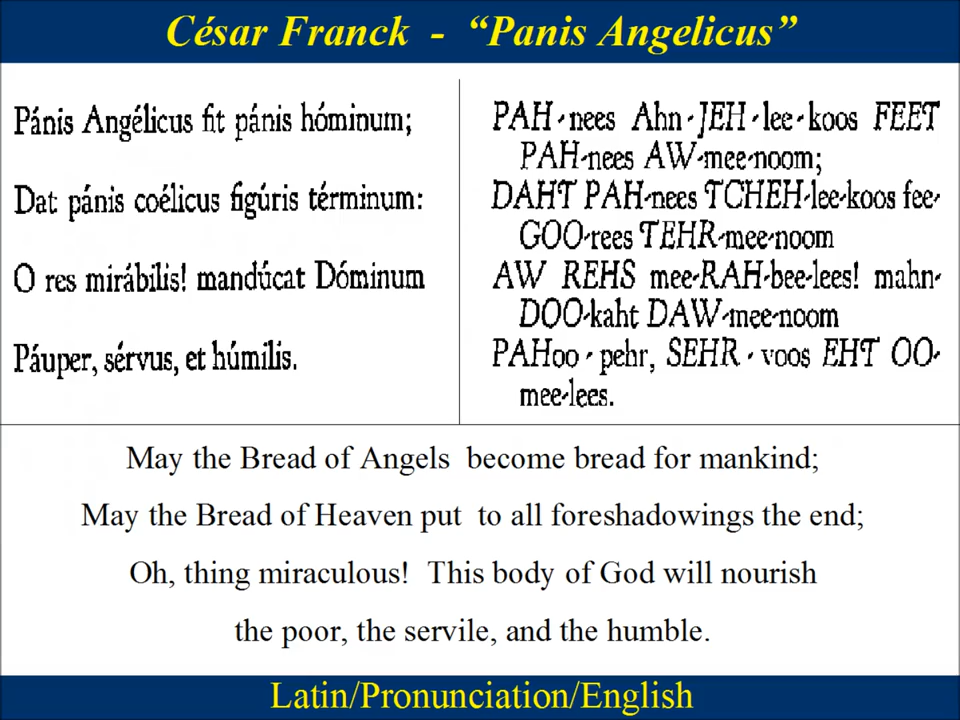 César Franck - “Panis Angelicus”
Pánis Angélicus fit pánis hóminum;
Dat pánis coélicus figúris términum:
O res mirábilis! mandúcat Dóminum
Páuper, sérvus, et húmilis.
PAH-nees Ahn-JEH-lee-koos FEET
PAH-nees AW-mee-noom;
DAHT PAH-nees TCHEH-lee-koos fee-
GOO-rees TEHR-mee-noom
AW REHS mee-RAH-bee-lees! mahn-
DOO-kaht DAW-mee-noom
PAHoo-pehr, SEHR-voos EHT OO-
mee-lees.
May the Bread of Angels become bread for mankind;
May the Bread of Heaven put to all foreshadowings the end;
Oh, thing miraculous! This body of God will nourish
the poor, the servile, and the humble.
Latin/Pronunciation/English